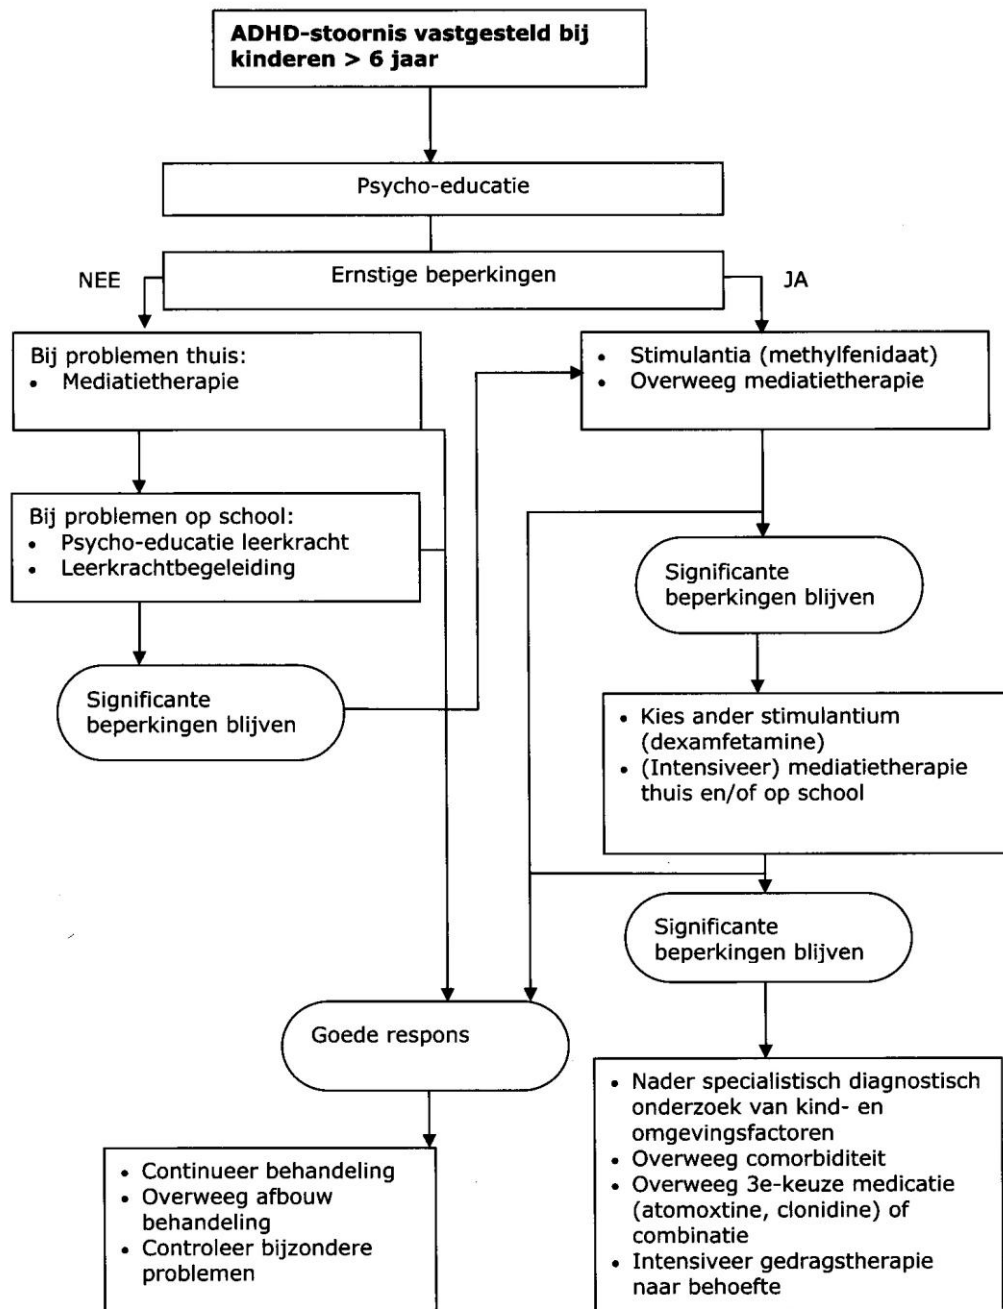 ADHD-stoornis vastgesteld bij
kinderen > 6 jaar
Psycho-educatie
Ernstige beperkingen
NEE
JA
Bij problemen thuis:
• Mediatietherapie
• Stimulantia (methylfenidaat)
• Overweeg mediatietherapie
Bij problemen op school:
• Psycho-educatie leerkracht
• Leerkrachtbegeleiding
Significante
beperkingen blijven
Significante
beperkingen blijven
• Kies ander stimulantium
(dexamfetamine)
• (Intensiveer) mediatietherapie
thuis en/of op school
Significante
beperkingen blijven
Goede respons
• Continueer behandeling
• Overweeg afbouw
behandeling
• Controleer bijzondere
problemen
• Nader specialistisch diagnostisch
onderzoek van kind- en
omgevingsfactoren
• Overweeg comorbiditeit
• Overweeg 3e-keuze medicatie
(atomoxtine, clonidine) of
combinatie
• Intensiveer gedragstherapie
naar behoefte